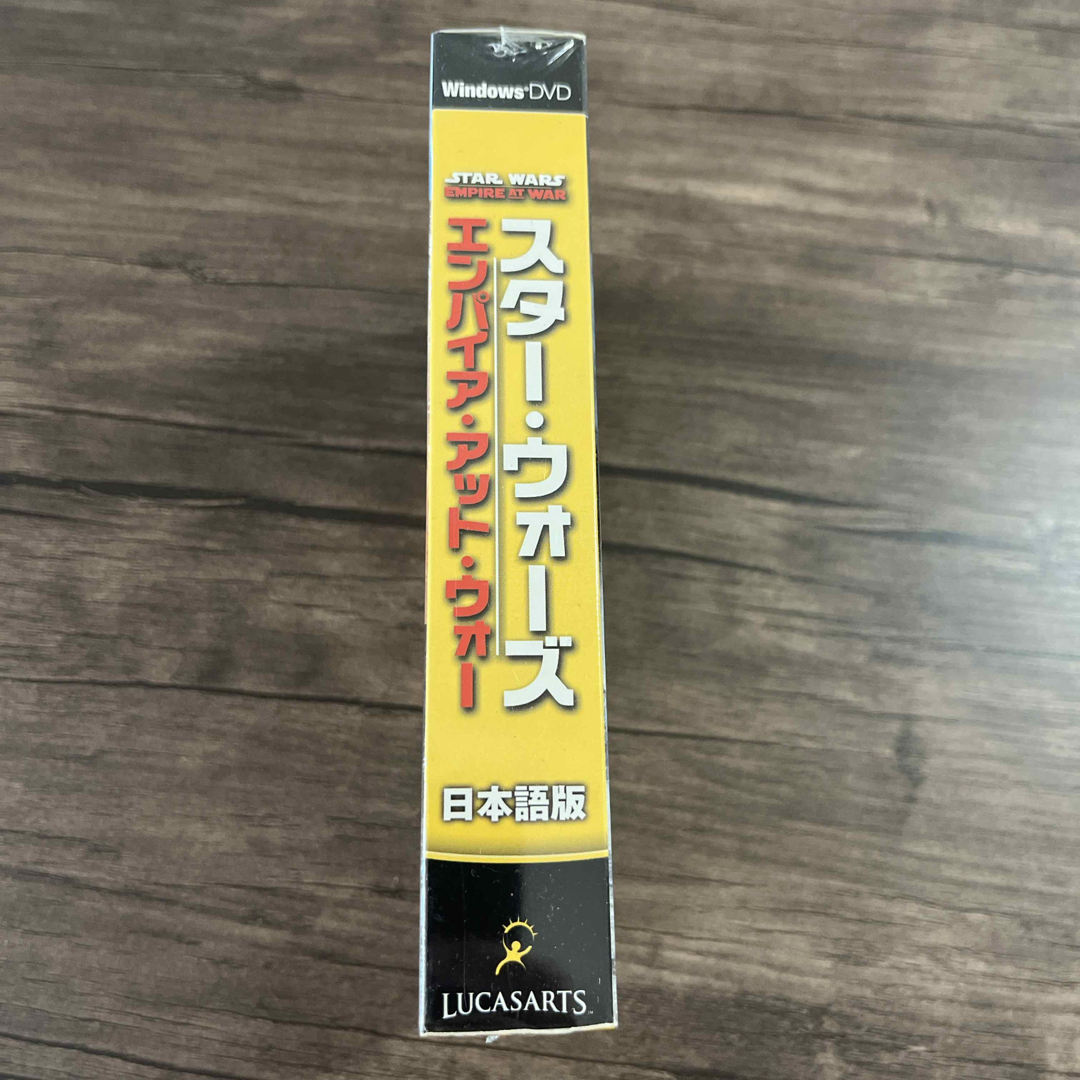 Windows®DVD
STAR WARS
EMPIRE AT WAR
スター・ウォーズ
エンパイア・アット・ウォー
日本語版
LUCASARTS™